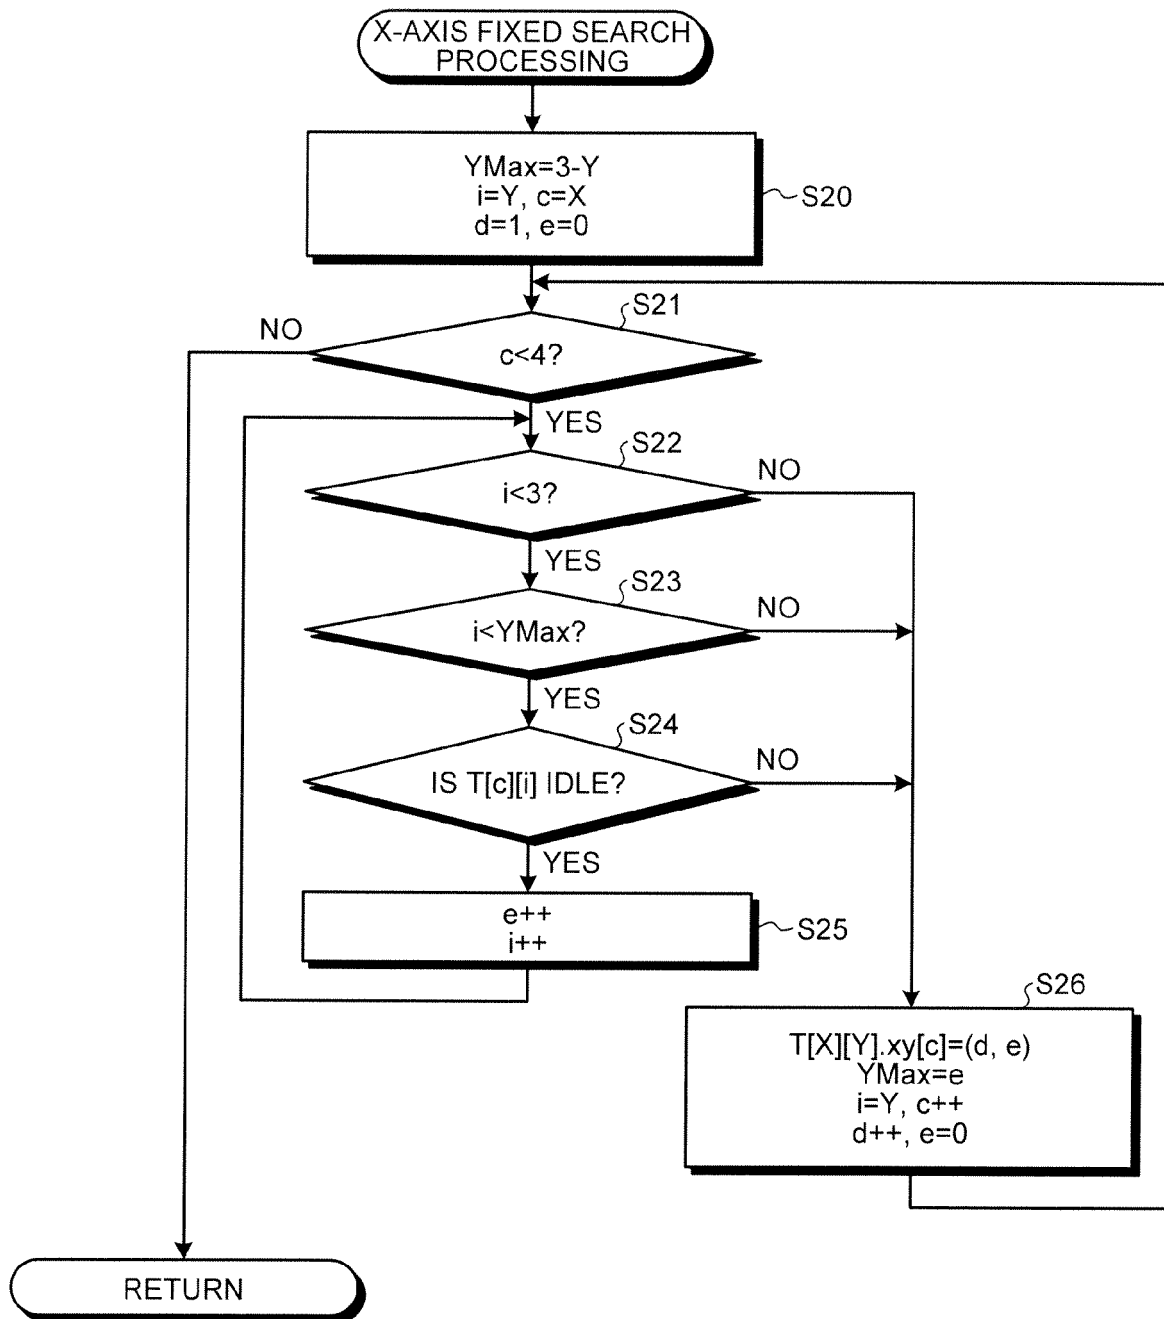 X-AXIS FIXED SEARCH
PROCESSING
YMax=3-Y
i=Y, c=X
d=1, e=0
S20
S21
NO
c<4?
YES
S22
NO
i<3?
YES
S23
NO
i<YMax?
YES
S24
NO
IS T[c][i] IDLE?
YES
e++
i++
S25
S26
T[X][Y].xy[c]=(d, e)
YMax=e
i=Y, c++
d++, e=0
RETURN